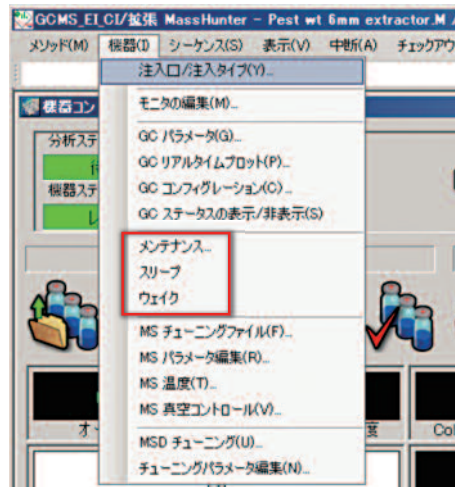 GCMS_EI_CI/拡張 MassHunter - Pest wt 6mm extractor.M /
メソッド(M) 機器(I) シーケンス(S) 表示(V) 中断(A) チェックアウ
注入口/注入タイプ(Y)...
機器コン
モニタの編集(M)...
分析ステ
GC パラメータ(G)...
GC リアルタイムプロット(P)...
機器ステ
GC コンフィグレーション(C)...
レ
GC ステータスの表示/非表示(S)
メンテナンス...
スリープ
ウェイク
MS チューニングファイル(F)...
MS パラメータ編集(R)...
MS 温度(T)...
MS 真空コントロール(V)...
オー
度
Col
MSD チューニング(U)...
チューニングパラメータ編集(N)...